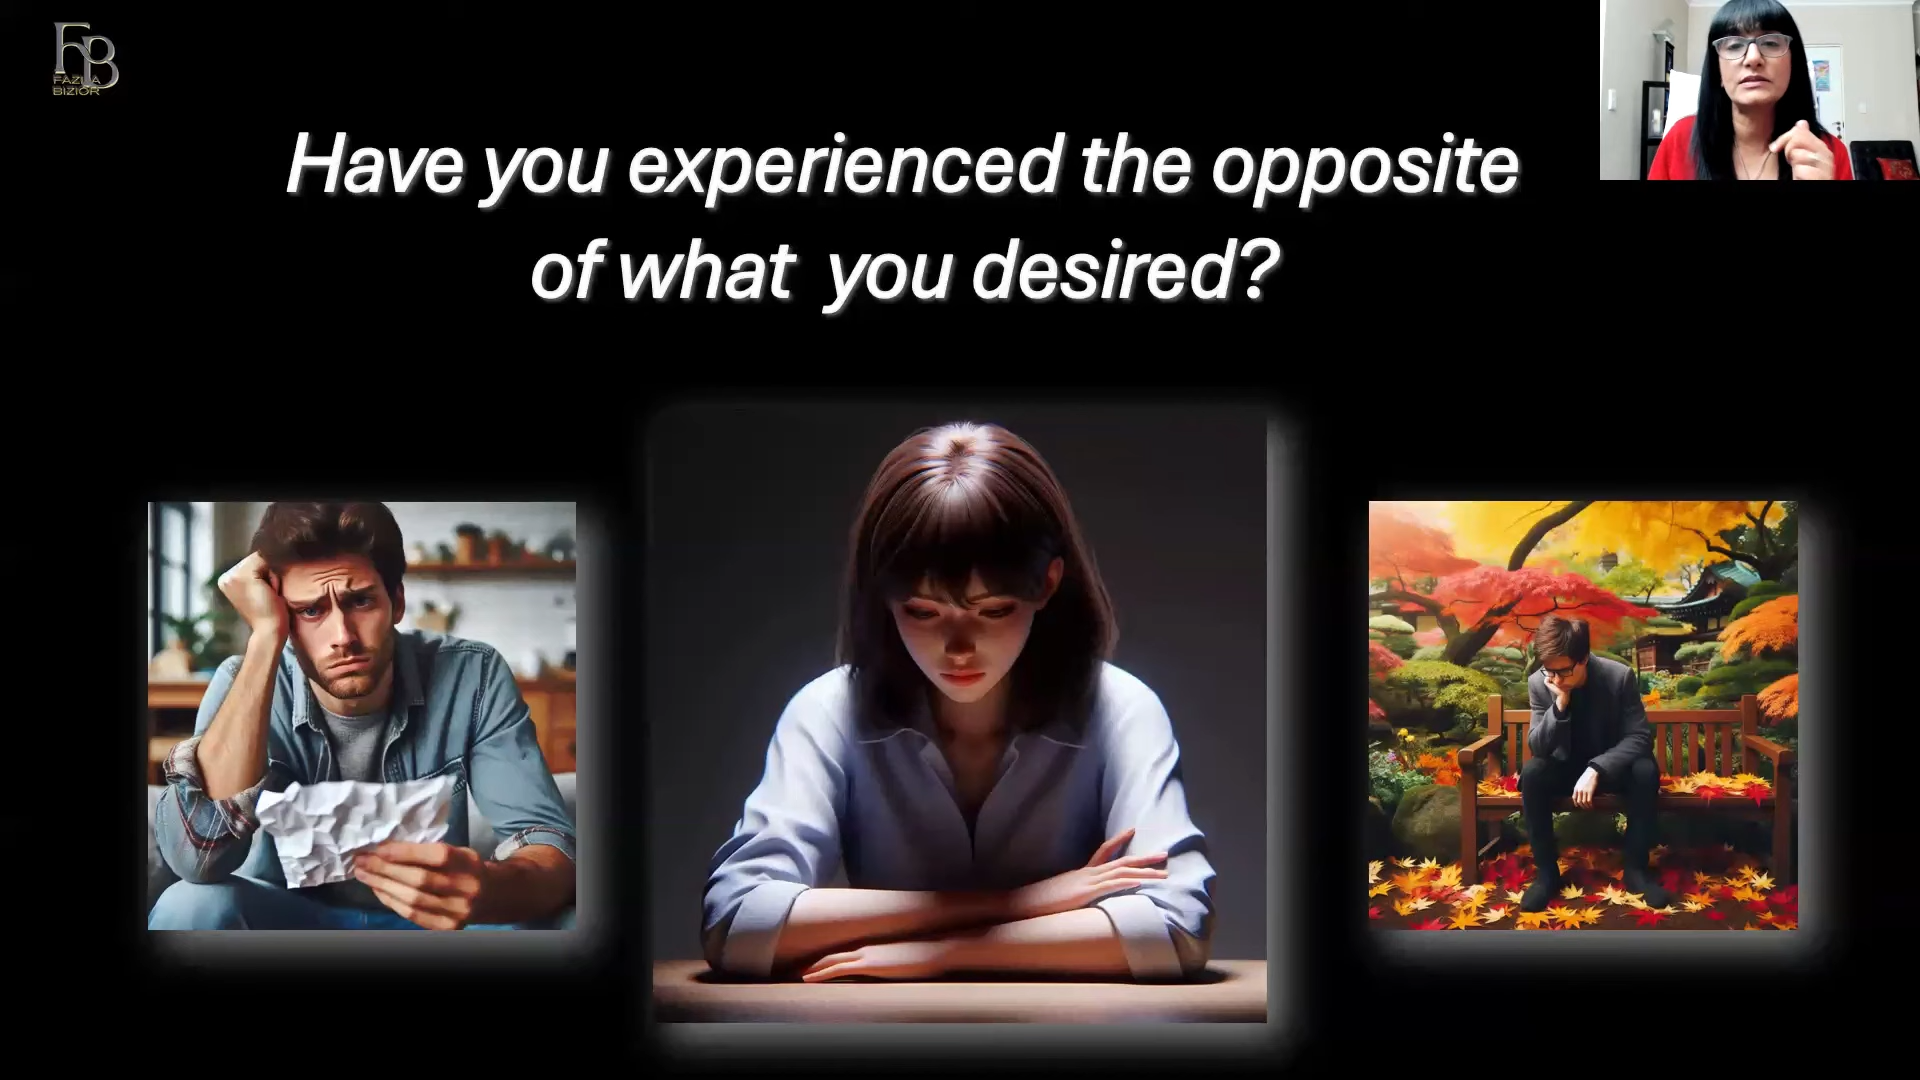 FB
FAZILA
BIZIOR
Have you experienced the opposite
of what you desired?